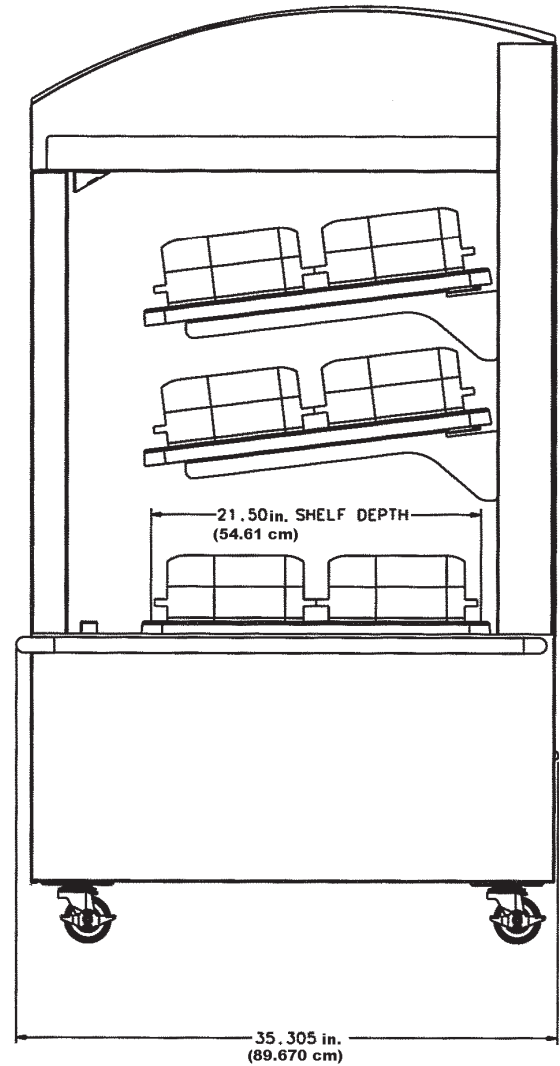 21.50in. SHELF DEPTH
(54.61 cm)
35.305 in.
(89.670 cm)